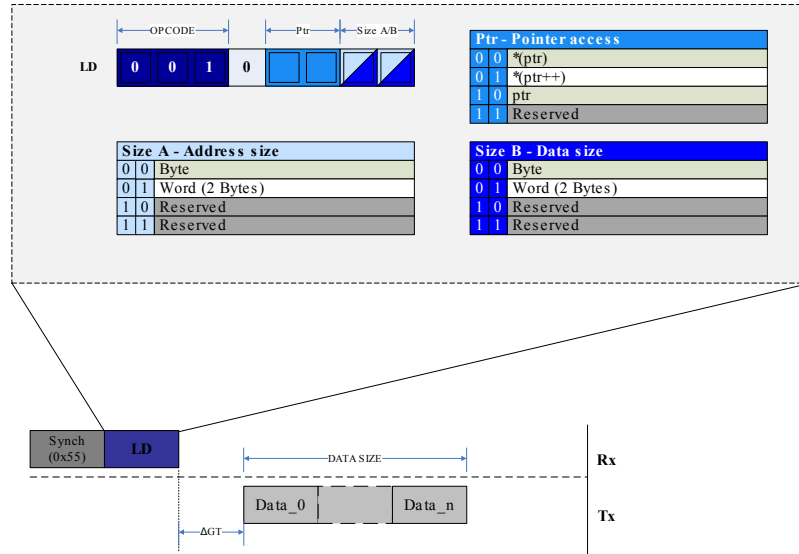 OPCODE Ptr Size A/B
LD 0 0 1 0
Ptr - Pointer access
0 0 *(ptr)
0 1 *(ptr++)
1 0 ptr
1 1 Reserved
Size A - Address size
0 0 Byte
0 1 Word (2 Bytes)
1 0 Reserved
1 1 Reserved
Size B - Data size
0 0 Byte
0 1 Word (2 Bytes)
1 0 Reserved
1 1 Reserved
Synch
(0x55)
LD
DATA SIZE
Rx
Data_0 Data_n
Tx
ΔGT